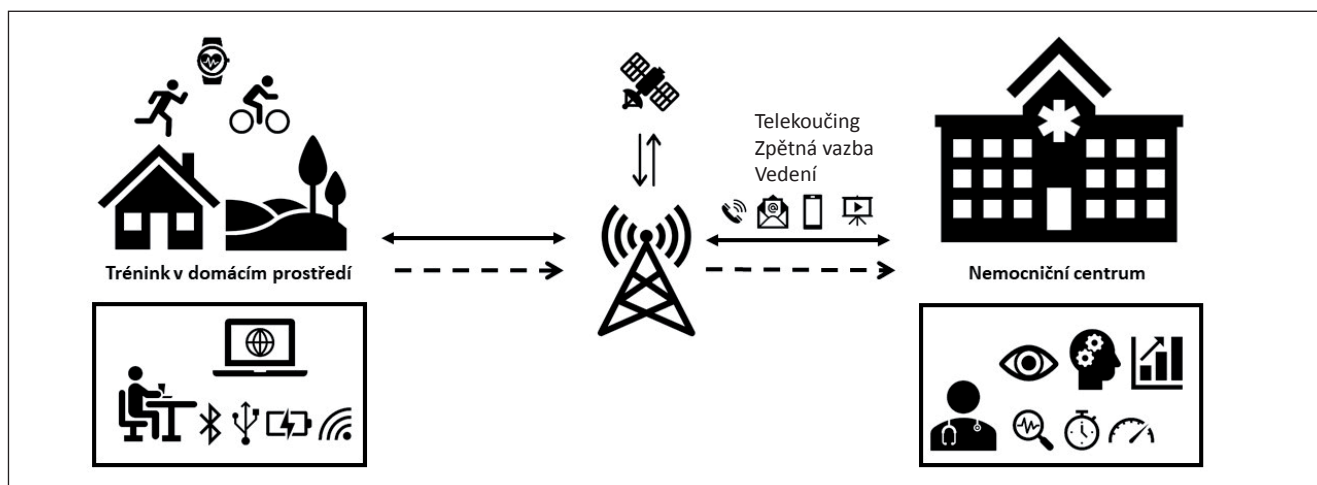 Telekoučing
Zpětná vazba
Vedení
Trénink v domácím prostředí
Nemocniční centrum